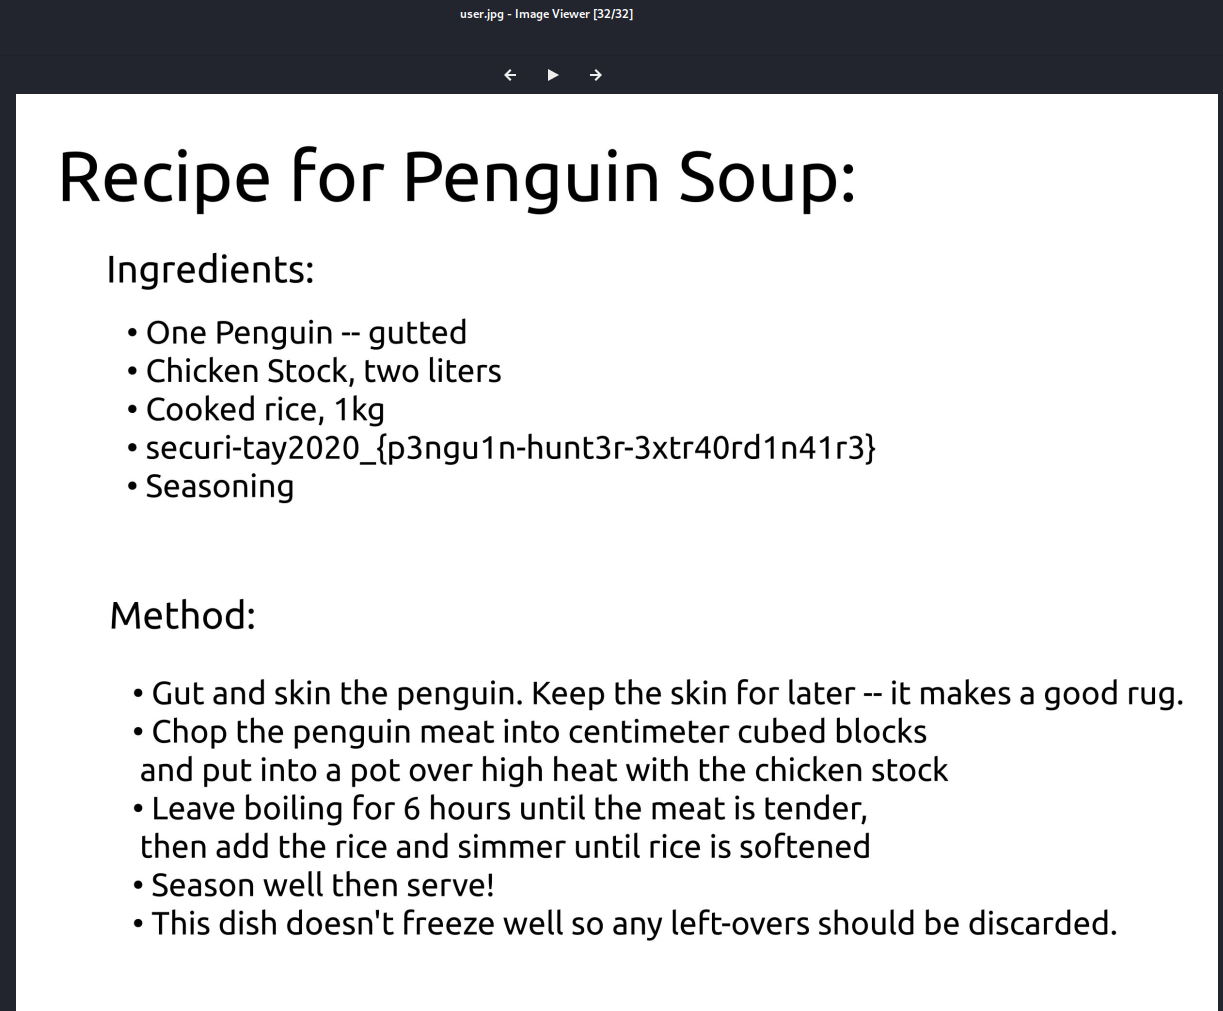 user.jpg - Image Viewer [32/32]
Recipe for Penguin Soup:
Ingredients:
• One Penguin -- gutted
• Chicken Stock, two liters
• Cooked rice, 1kg
• securi-tay2020_{p3ngu1n-hunt3r-3xtr40rd1n41r3}
• Seasoning
Method:
• Gut and skin the penguin. Keep the skin for later -- it makes a good rug.
• Chop the penguin meat into centimeter cubed blocks
and put into a pot over high heat with the chicken stock
• Leave boiling for 6 hours until the meat is tender,
then add the rice and simmer until rice is softened
• Season well then serve!
• This dish doesn't freeze well so any left-overs should be discarded.